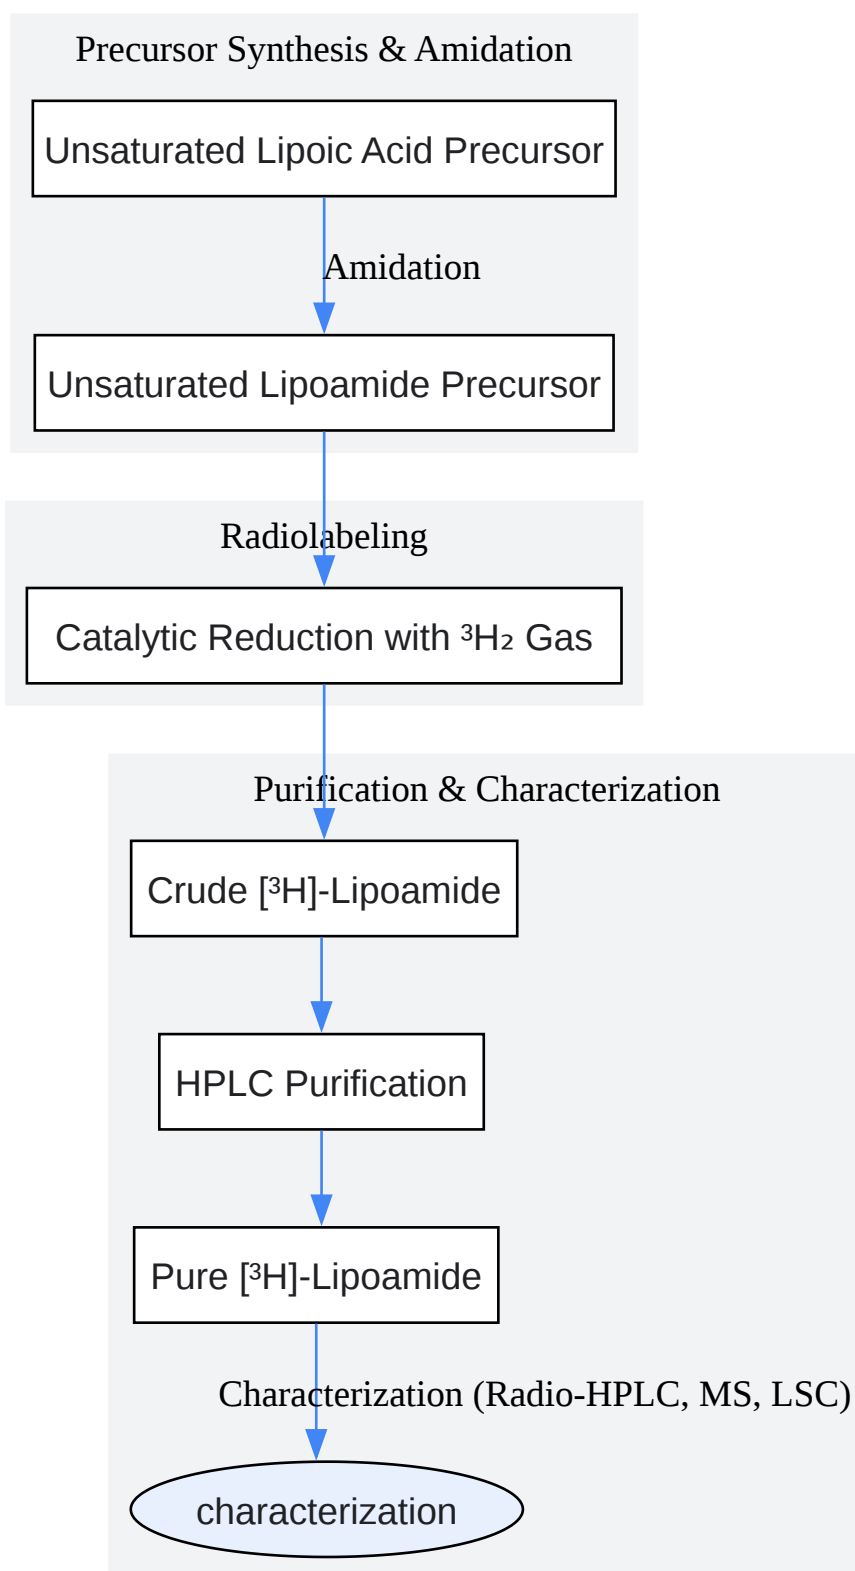 Precursor Synthesis & Amidation
Unsaturated Lipoic Acid Precursor
Amidation
Unsaturated Lipoamide Precursor
Radiolabeling
Catalytic Reduction with ³H₂ Gas
Purification & Characterization
Crude [³H]-Lipoamide
HPLC Purification
Pure [³H]-Lipoamide
Characterization (Radio-HPLC, MS, LSC)
characterization